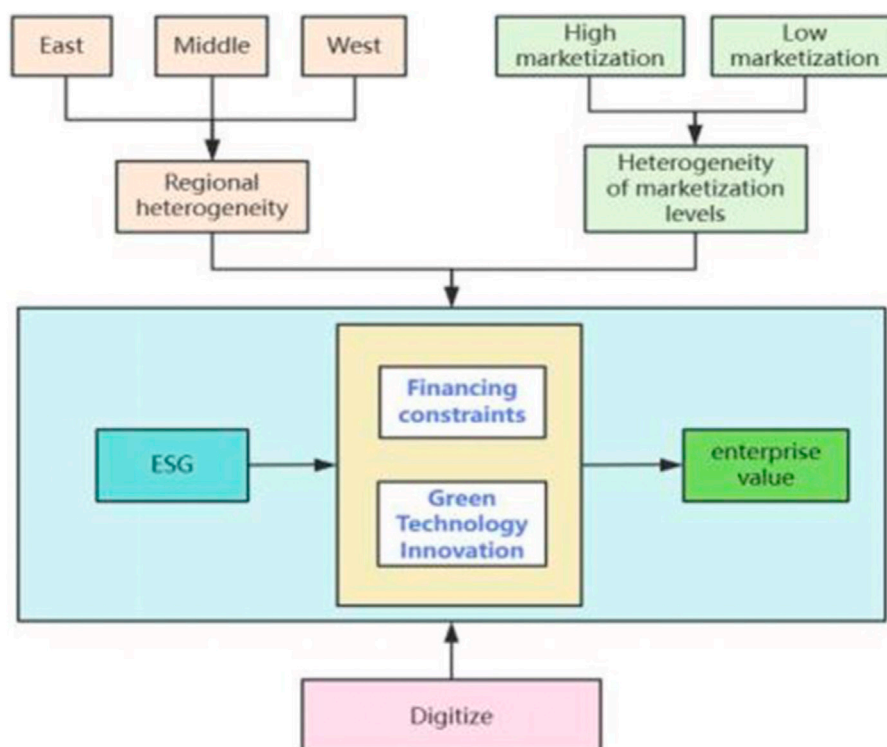 East
Middle
West
High
marketization
Low
marketization
Regional
heterogeneity
Heterogeneity
of marketization
levels
Financing
constraints
ESG
enterprise
value
Green
Technology
Innovation
Digitize